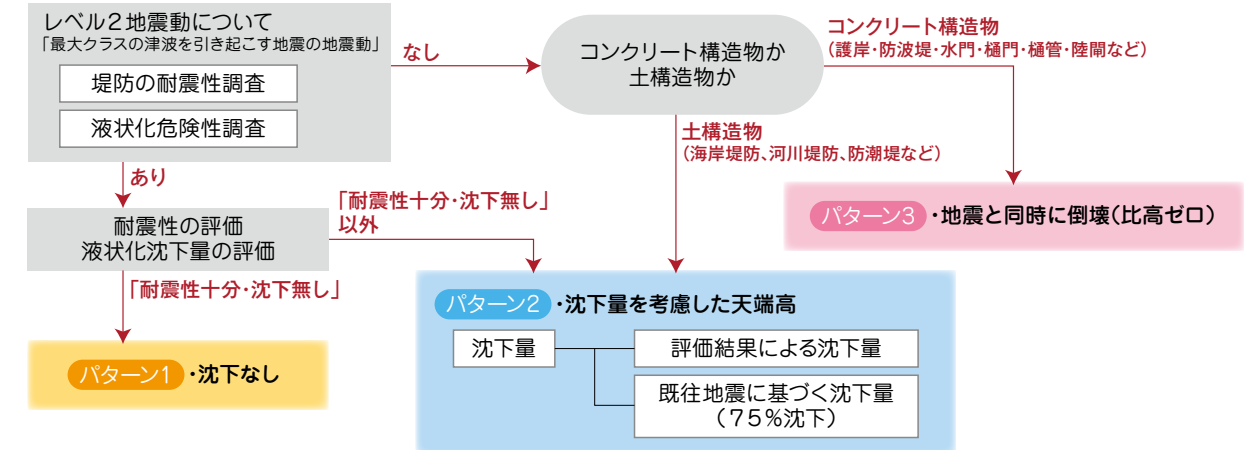 レベル2地震動について
「最大クラスの津波を引き起こす地震の地震動」
堤防の耐震性調査
液状化危険性調査
なし
コンクリート構造物か
土構造物か
コンクリート構造物
(護岸・防波堤・水門・樋門・樋管・陸閘など)
土構造物
(海岸堤防、河川堤防、防潮堤など)
あり
耐震性の評価
液状化沈下量の評価
「耐震性十分・沈下無し」
以外
「耐震性十分・沈下無し」
パターン3 ・地震と同時に倒壊(比高ゼロ)
パターン2 ・沈下量を考慮した天端高
沈下量
評価結果による沈下量
既往地震に基づく沈下量
(75%沈下)
パターン1 ・沈下なし